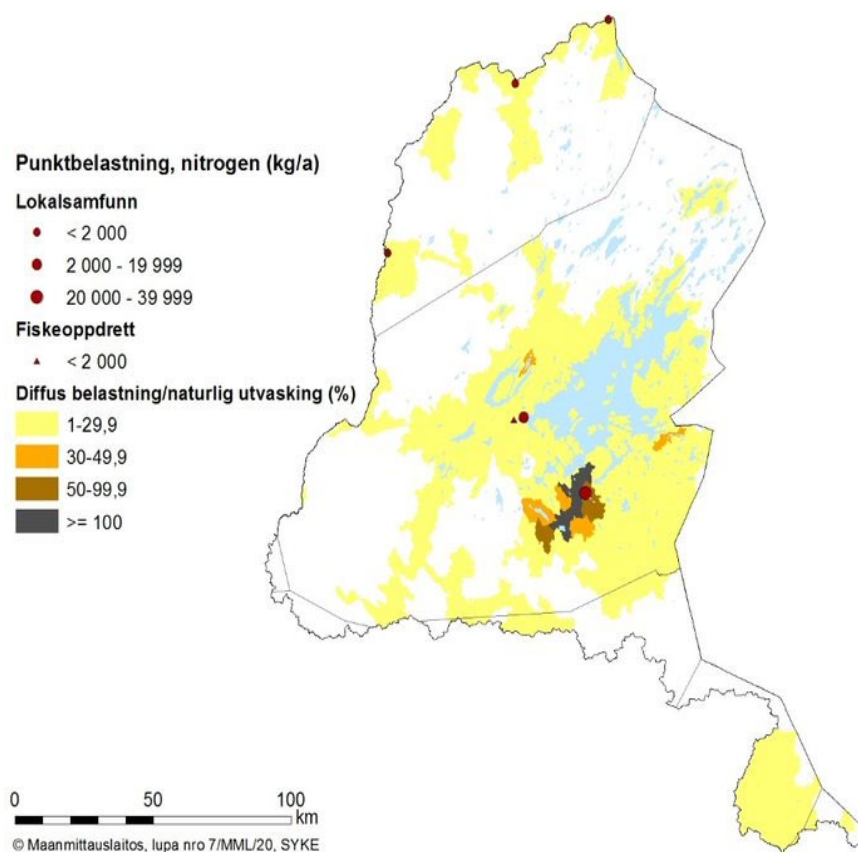 Punktbelastning, nitrogen (kg/a)
Lokalsamfunn
< 2 000
2 000 - 19 999
20 000 - 39 999
Fiskeoppdrett
< 2 000
Diffus belastning/naturlig utvasking (%)
1-29,9
30-49,9
50-99,9
>= 100
0 50 100
km
© Maanmittauslaitos, lupa nro 7/MML/20, SYKE